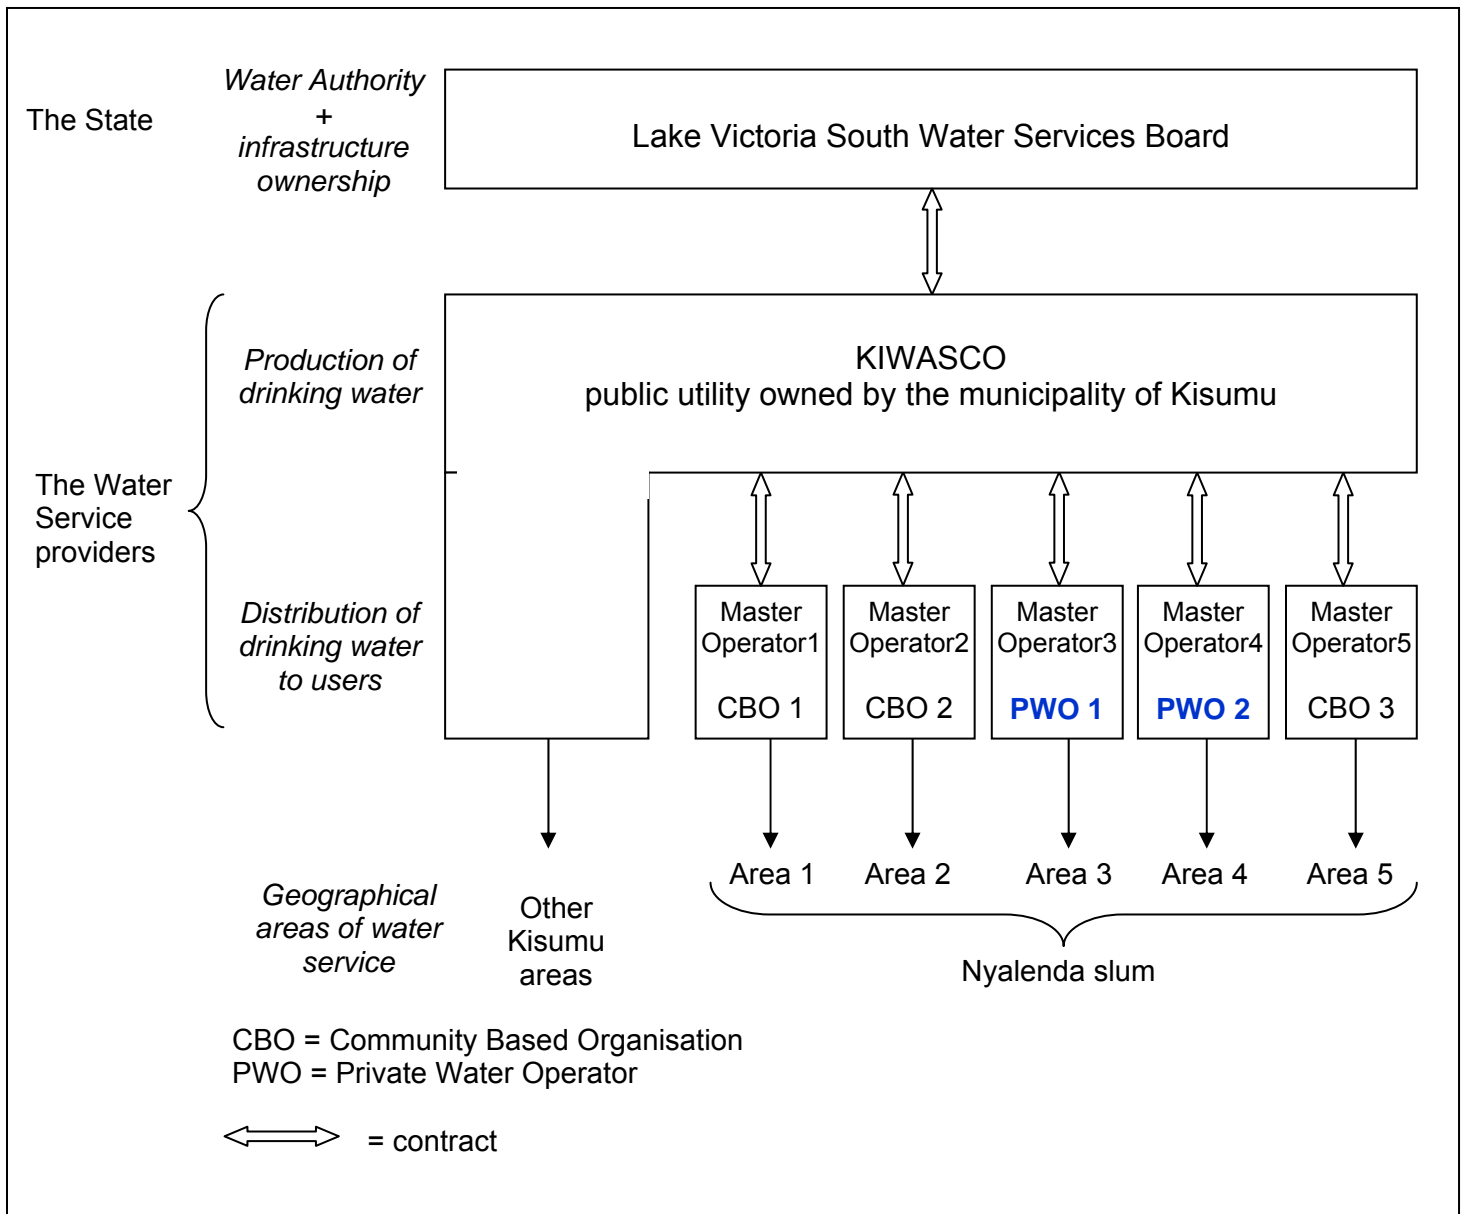 The State
Water Authority
+
infrastructure
ownership
Lake Victoria South Water Services Board
The Water
Service
providers
Production of
drinking water
KIWASCO
public utility owned by the municipality of Kisumu
Distribution of
drinking water
to users
Master
Operator1
CBO 1
Master
Operator2
CBO 2
Master
Operator3
PWO 1
Master
Operator4
PWO 2
Master
Operator5
CBO 3
Geographical
areas of water
service
Other
Kisumu
areas
Area 1
Area 2
Area 3
Area 4
Area 5
Nyalenda slum
CBO = Community Based Organisation
PWO = Private Water Operator
= contract